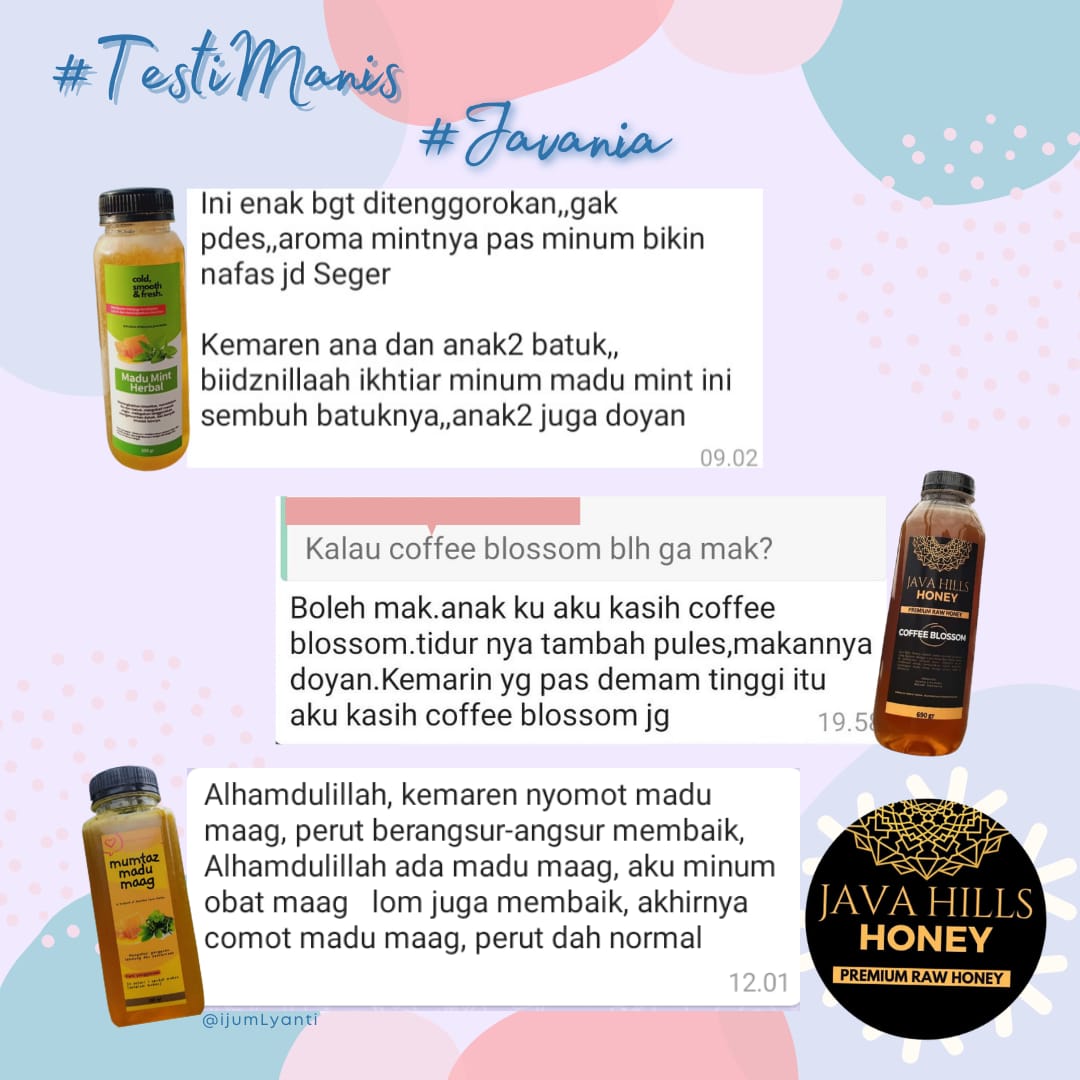 #TestiManis
#Javania
Ini enak bgt ditenggorokan,,gak
pdes,,aroma mintnya pas minum bikin
nafas jd Seger
Kemaren ana dan anak2 batuk,,
biidznillaah ikhtiar minum madu mint ini
sembuh batuknya,,anak2 juga doyan
09.02
cold,
smooth
& fresh.
Madu Mint
Herbal
Kalau coffee blossom blh ga mak?
Boleh mak.anak ku aku kasih coffee
blossom.tidur nya tambah pules,makannya
doyan.Kemarin yg pas demam tinggi itu
aku kasih coffee blossom jg
19.58
JAVA HILLS
HONEY
PREMIUM RAW HONEY
COFFEE BLOSSOM
690 gr
mumtaz
madu
maag
Alhamdulillah, kemaren nyomot madu
maag, perut berangsur-angsur membaik,
Alhamdulillah ada madu maag, aku minum
obat maag lom juga membaik, akhirnya
comot madu maag, perut dah normal
12.01
JAVA HILLS
HONEY
PREMIUM RAW HONEY
@ijumLyanti